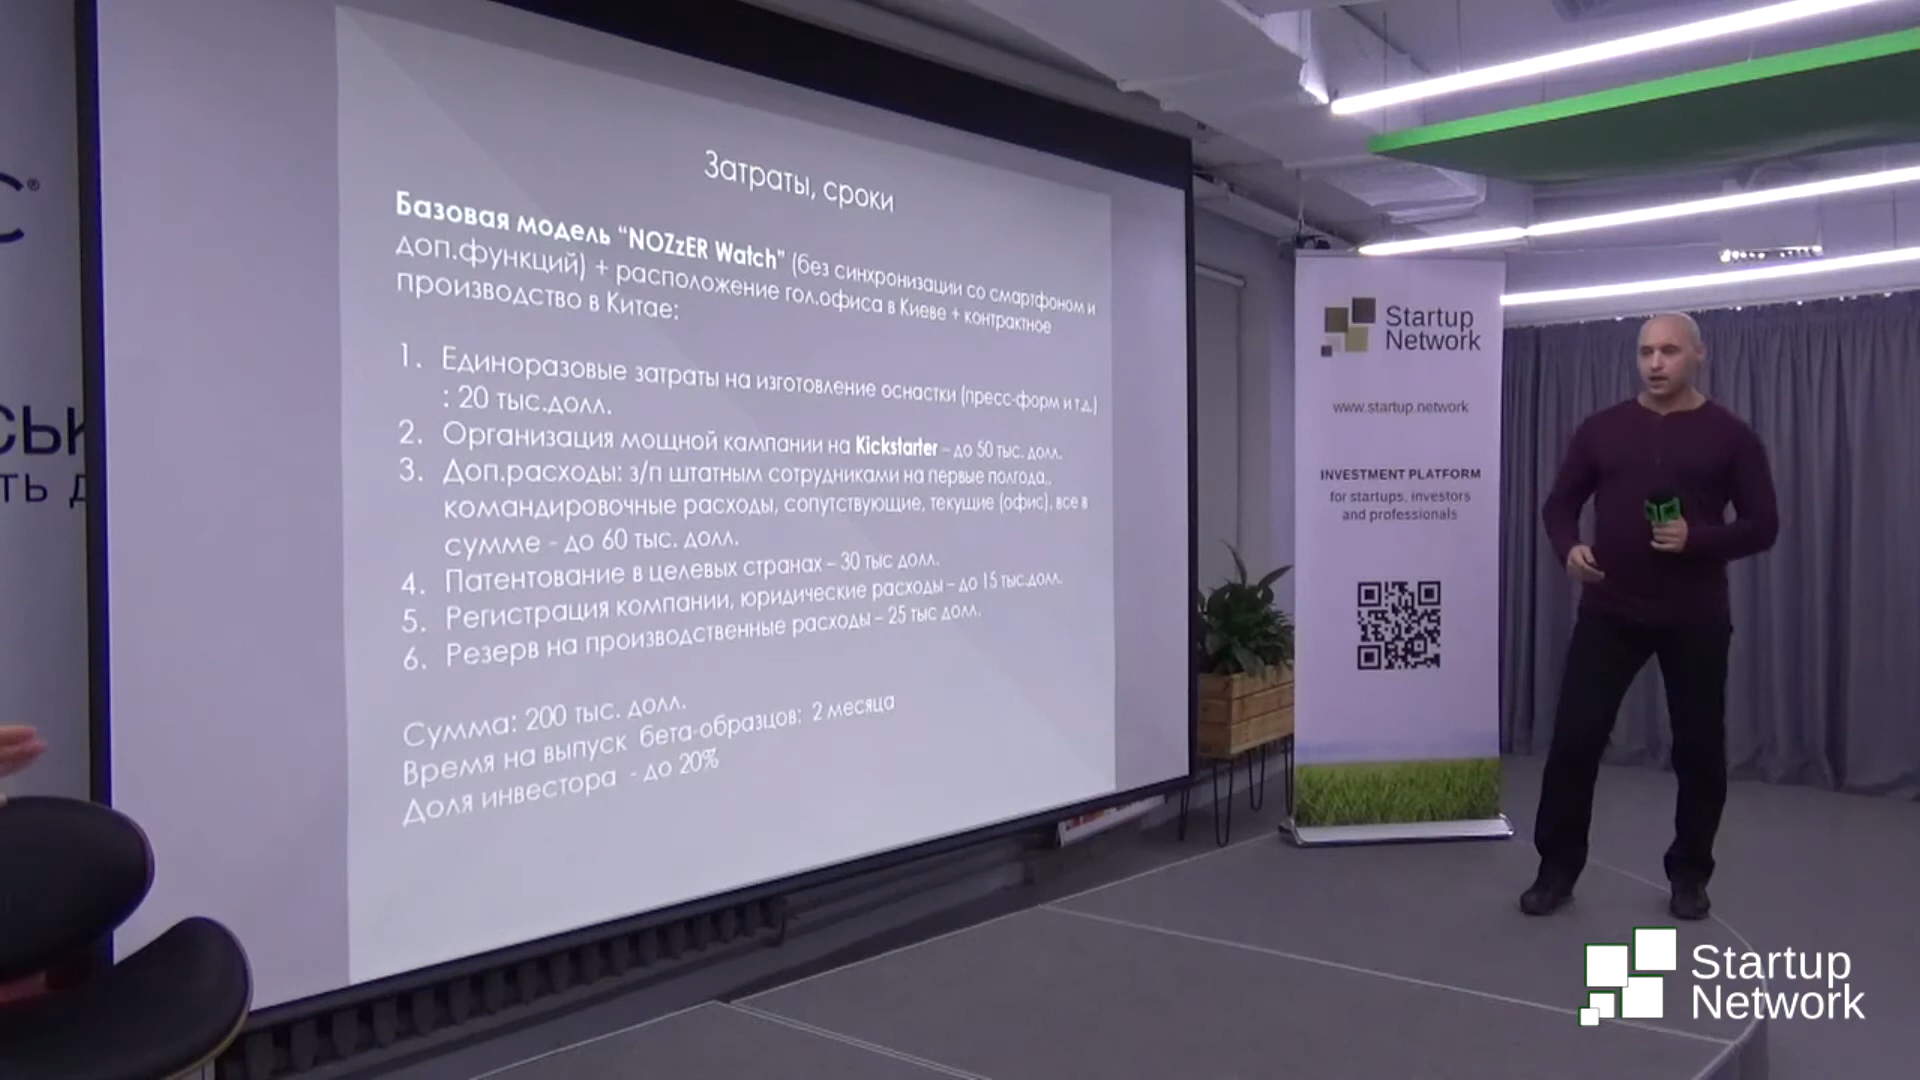 С®
ськ
ть д
Затраты, сроки
Базовая модель “NOZzER Watch” (без синхронизации со смартфоном и
доп.функций) + расположение гол.офиса в Киеве + контрактное
производство в Китае:
1. Единоразовые затраты на изготовление оснастки (пресс-форм и т.д.)
: 20 тыс.долл.
2. Организация мощной кампании на Kickstarter – до 50 тыс. долл.
3. Доп.расходы: з/п штатным сотрудниками на первые полгода,
командировочные расходы, сопутствующие, текущие (офис), все в
сумме - до 60 тыс. долл.
4. Патентование в целевых странах – 30 тыс долл.
5. Регистрация компании, юридические расходы – до 15 тыс.долл.
6. Резерв на производственные расходы – 25 тыс долл.
Сумма: 200 тыс. долл.
Время на выпуск бета-образцов: 2 месяца
Доля инвестора - до 20%
Startup
Network
www.startup.network
INVESTMENT PLATFORM
for startups, investors
and professionals
Startup
Network